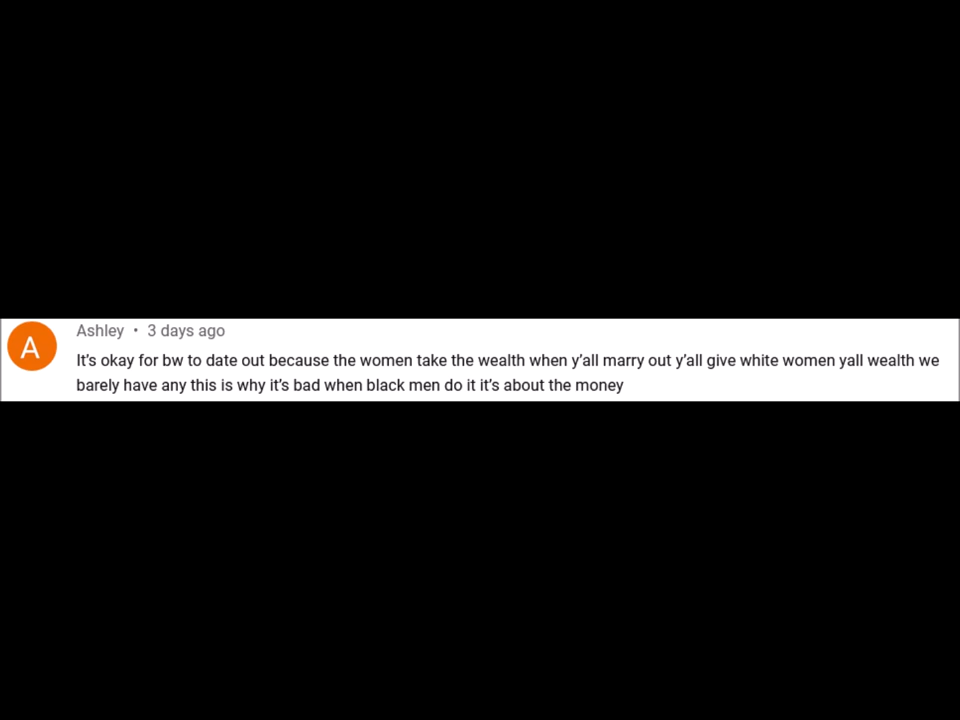 A
Ashley • 3 days ago
It's okay for bw to date out because the women take the wealth when y'all marry out y'all give white women yall wealth we
barely have any this is why it's bad when black men do it it's about the money